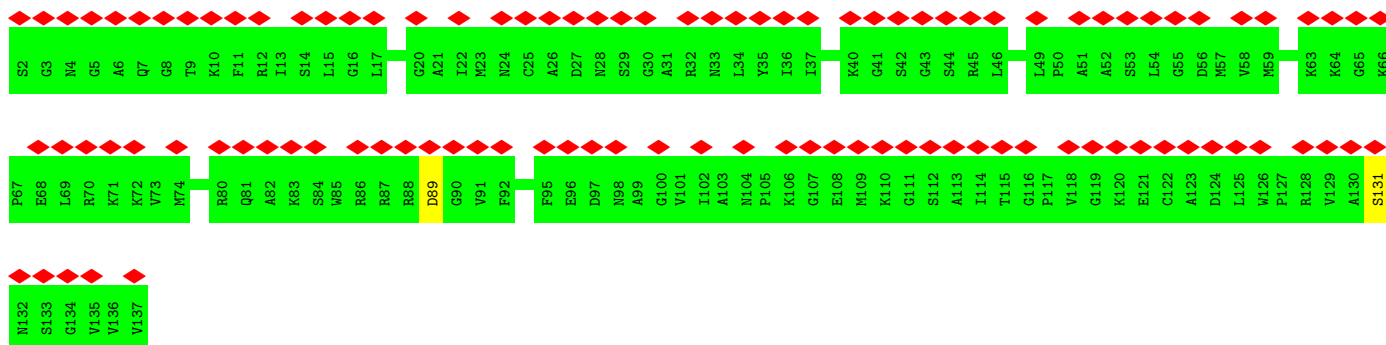 S2 G3 N4 G5 A6 Q7 G8 T9 K10 F11 R12 I13 S14 L15 G16 L17 G20 A21 I22 M23 N24 C25 A26 D27 N28 S29 G30 A31 R32 N33 L34 Y35 I36 I37 K40 G41 S42 G43 S44 R45 L46 L49 P50 A51 A52 S53 L54 G55 D56 M57 V58 M59 K63 K64 G65 K66
P67 E68 L69 R70 K71 K72 V73 M74 R80 Q81 A82 K83 S84 W85 R86 R87 R88 D89 G90 V91 F92 F95 E96 D97 N98 A99 G100 V101 I102 A103 N104 P105 K106 G107 E108 M109 K110 G111 S112 A113 I114 T115 G116 P117 V118 G119 K120 E121 C122 A123 D124 L125 W126 P127 R128 V129 A130 S131
N132 S133 G134 V135 V136 V137